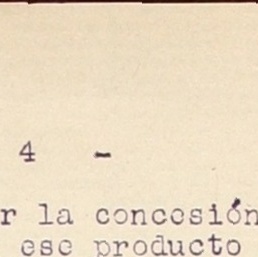 4 -
r la concesión
ese producto